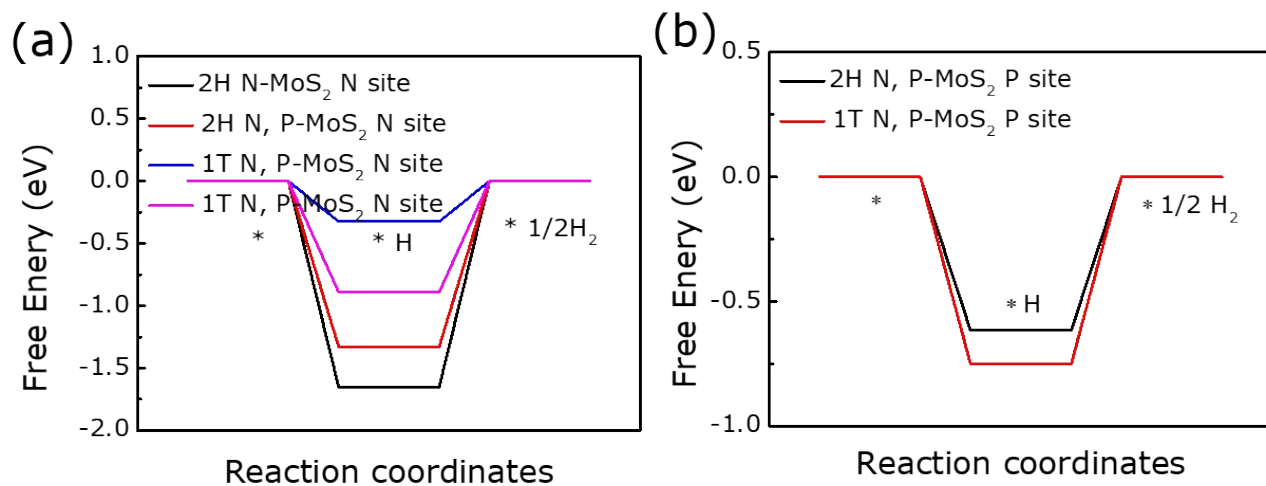 (a)
1.0
0.5
0.0
-0.5
-1.0
-1.5
-2.0
Free Enery (eV)
2H N-MoS₂ N site
2H N, P-MoS₂ N site
1T N, P-MoS₂ N site
1T N, P-MoS₂ N site
*
* H
* 1/2H₂
Reaction coordinates
(b)
0.5
0.0
-0.5
-1.0
Free Energy (eV)
2H N, P-MoS₂ P site
1T N, P-MoS₂ P site
*
* H
* 1/2 H₂
Reaction coordinates